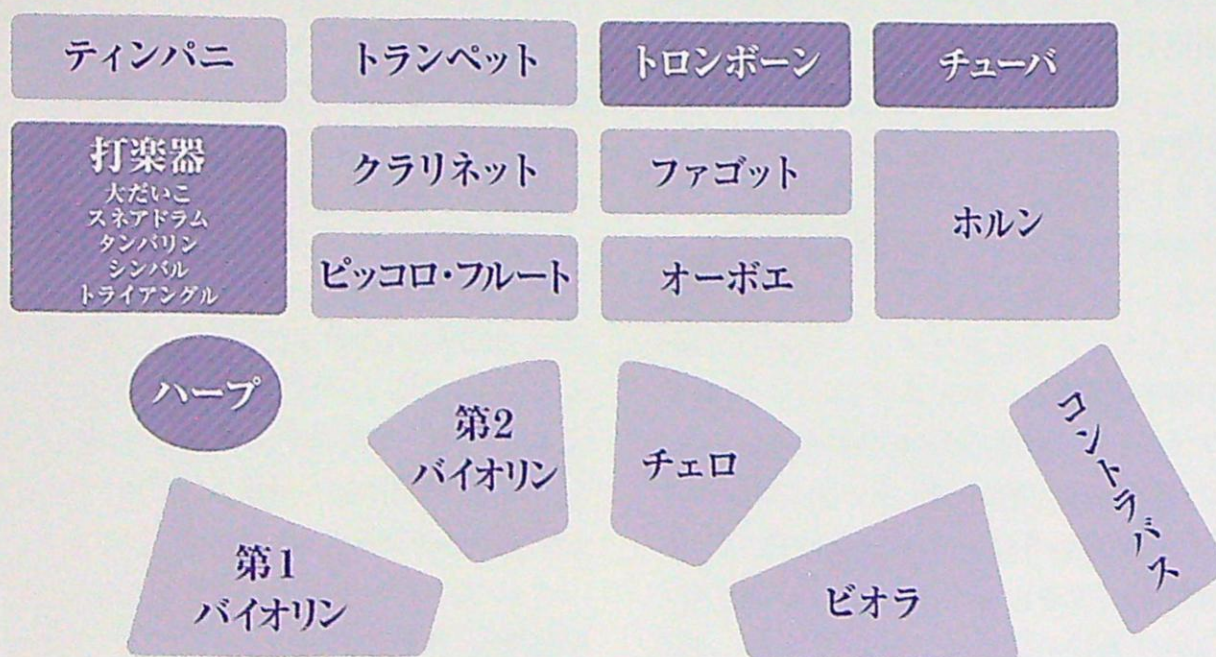 ティンパニ
トランペット
トロンボーン
チューバ
打楽器
大だいこ
スネアドラム
タンバリン
シンバル
トライアングル
クラリネット
ファゴット
ホルン
ピッコロ・フルート
オーボエ
ハープ
第2
バイオリン
チェロ
コントラバス
第1
バイオリン
ビオラ